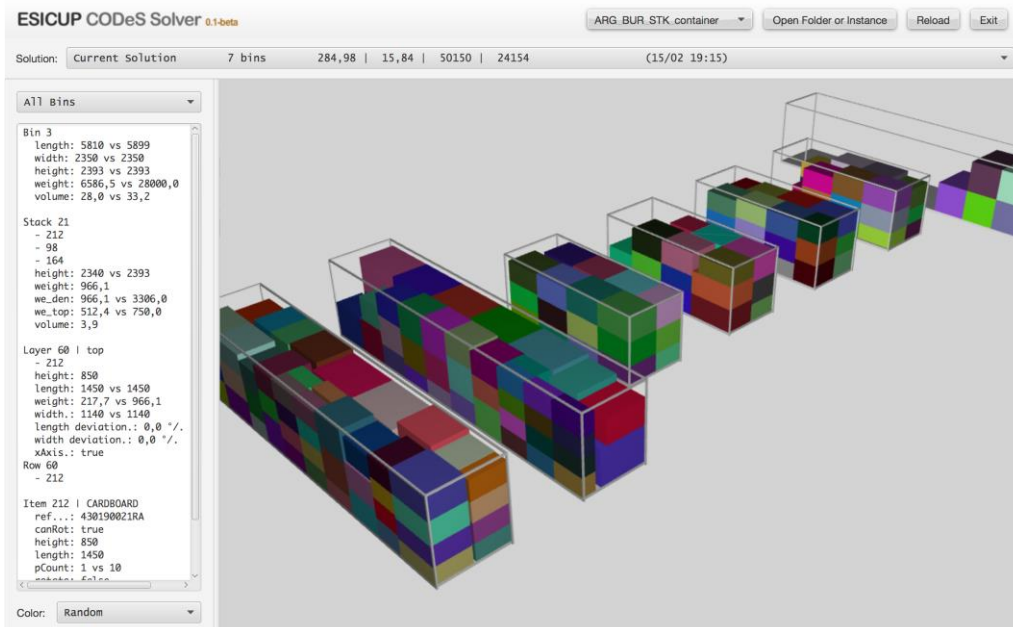 ESICUP CODeS Solver 0.1-beta
ARG_BUR_STK_container
Open Folder or Instance
Reload
Exit
Solution: Current Solution 7 bins 284,98 | 15,84 | 50150 | 24154 (15/02 19:15)
All Bins
Bin 3
length: 5810 vs 5899
width: 2350 vs 2350
height: 2393 vs 2393
weight: 6586,5 vs 28000,0
volume: 28,0 vs 33,2
Stack 21
- 212
- 98
- 164
height: 2340 vs 2393
weight: 966,1
we_den: 966,1 vs 3306,0
we_top: 512,4 vs 750,0
volume: 3,9
Layer 60 | top
- 212
height: 850
length: 1450 vs 1450
weight: 217,7 vs 966,1
width.: 1140 vs 1140
length deviation.: 0,0 °/.
width deviation.: 0,0 °/.
xAxis.: true
Row 60
- 212
Item 212 | CARDBOARD
ref...: 430190021RA
canRot: true
height: 850
length: 1450
pCount: 1 vs 10
Color: Random